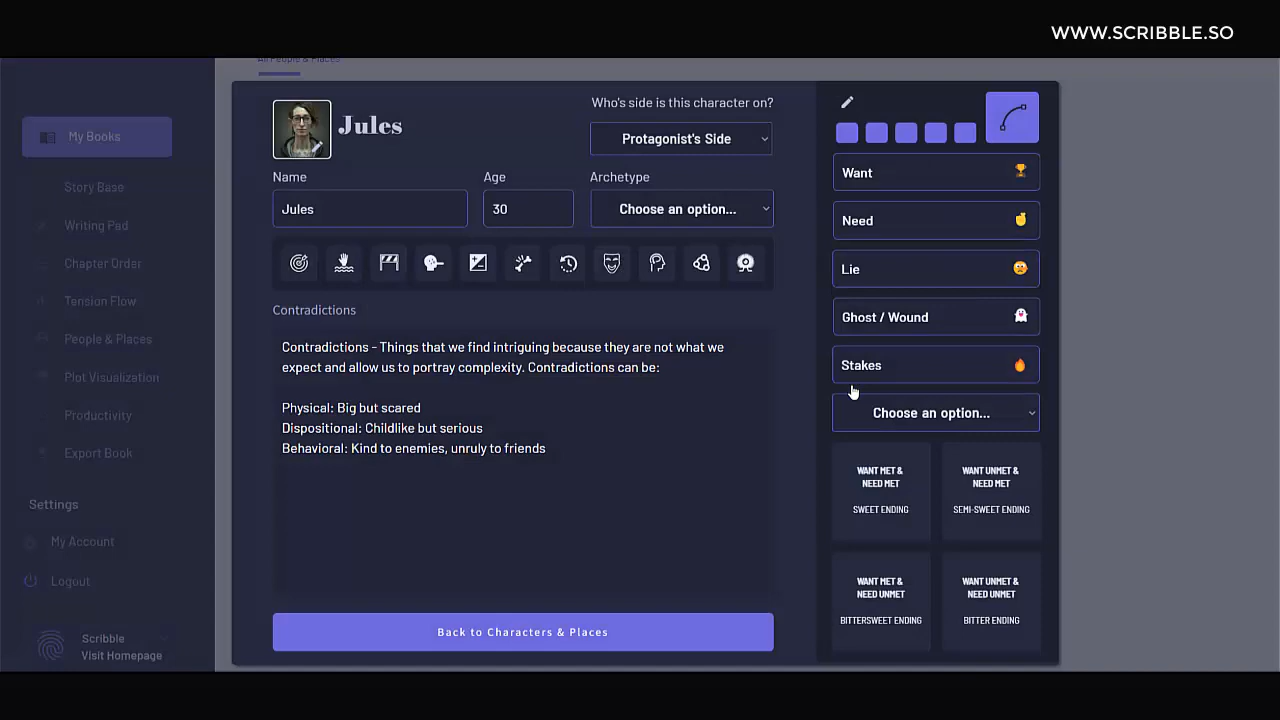 WWW.SCRIBBLE.SO
All People & Places
My Books
Story Base
Writing Pad
Chapter Order
Tension Flow
People & Places
Plot Visualization
Productivity
Export Book
Settings
My Account
Logout
Scribble
Visit Homepage
Jules
Who's side is this character on?
Protagonist's Side
Name
Age
Archetype
Jules
30
Choose an option...
Contradictions
Contradictions - Things that we find intriguing because they are not what we
expect and allow us to portray complexity. Contradictions can be:
Physical: Big but scared
Dispositional: Childlike but serious
Behavioral: Kind to enemies, unruly to friends
Back to Characters & Places
Want
Need
Lie
Ghost / Wound
Stakes
Choose an option...
WANT MET &
NEED MET
SWEET ENDING
WANT UNMET &
NEED MET
SEMI-SWEET ENDING
WANT MET &
NEED UNMET
BITTERSWEET ENDING
WANT UNMET &
NEED UNMET
BITTER ENDING